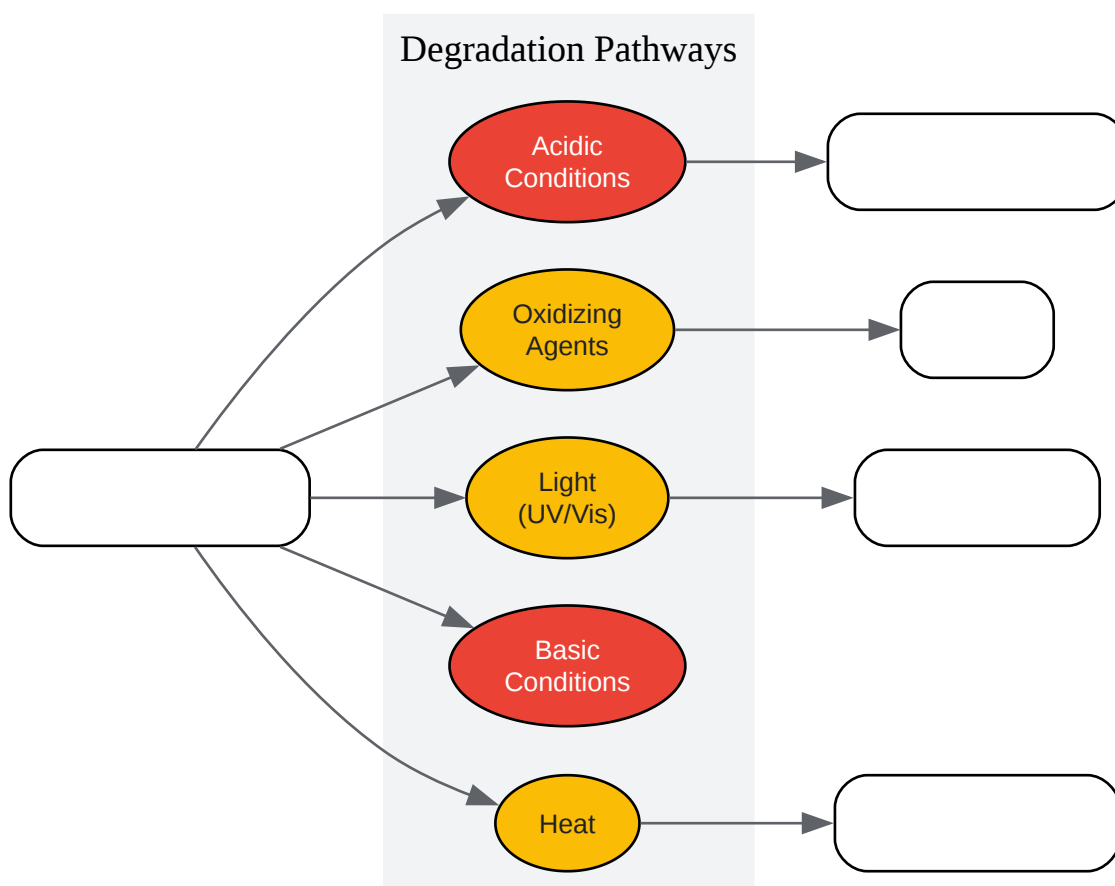 Degradation Pathways
Acidic
Conditions
Oxidizing
Agents
Light
(UV/Vis)
Basic
Conditions
Heat